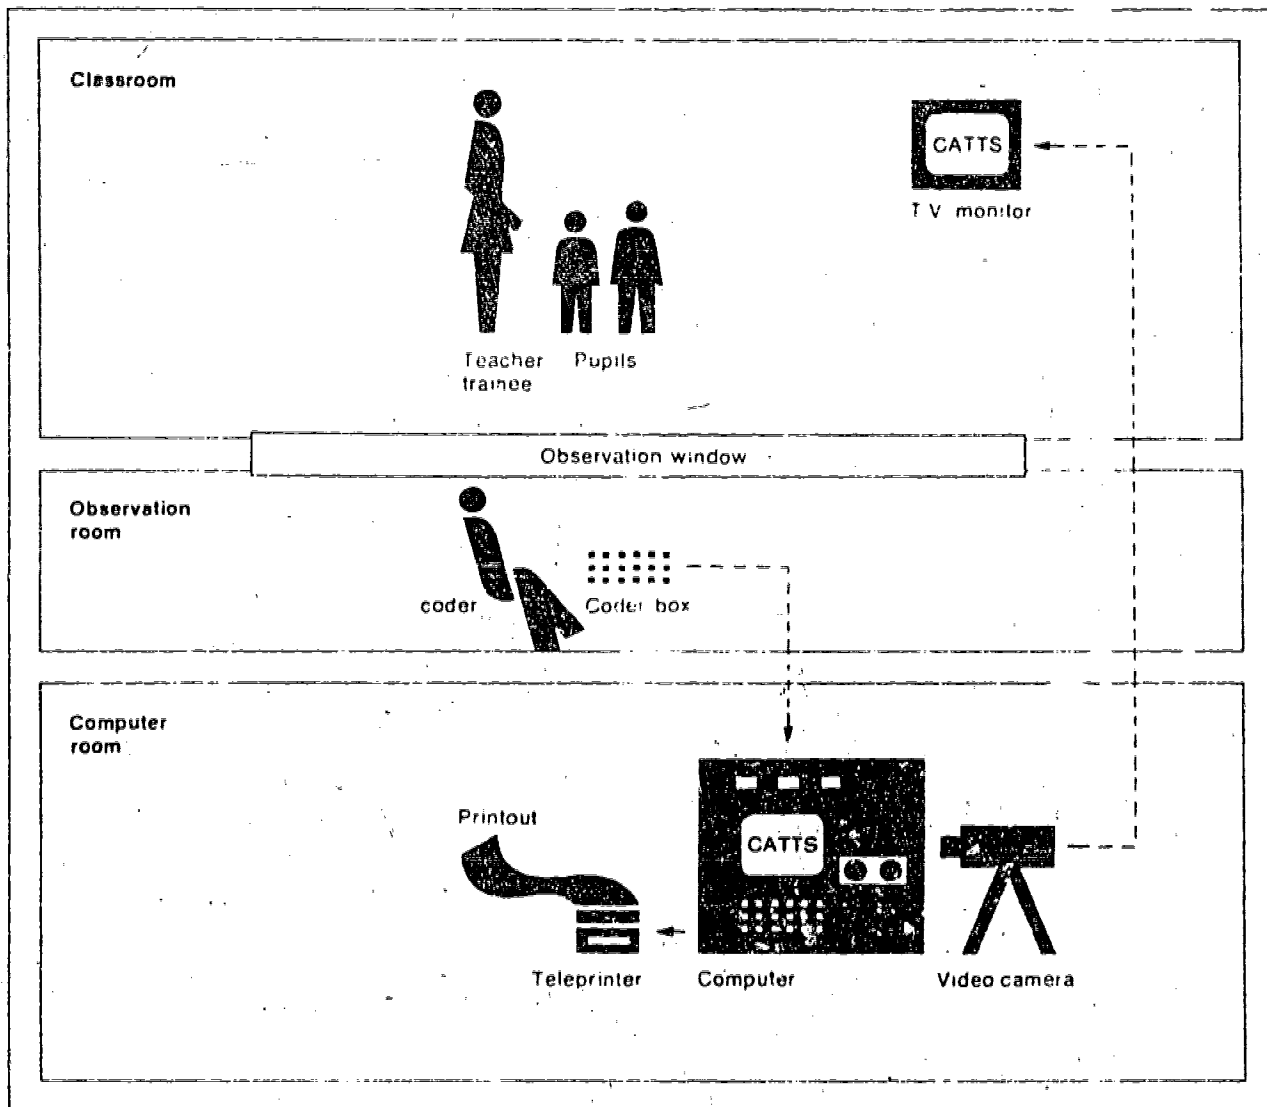 Classroom
CATTS
T V monitor
Teacher
trainee
Pupils
Observation window
Observation
room
coder
Coder box
Computer
room
Printout
CATTS
Teleprinter
Computer
Video camera